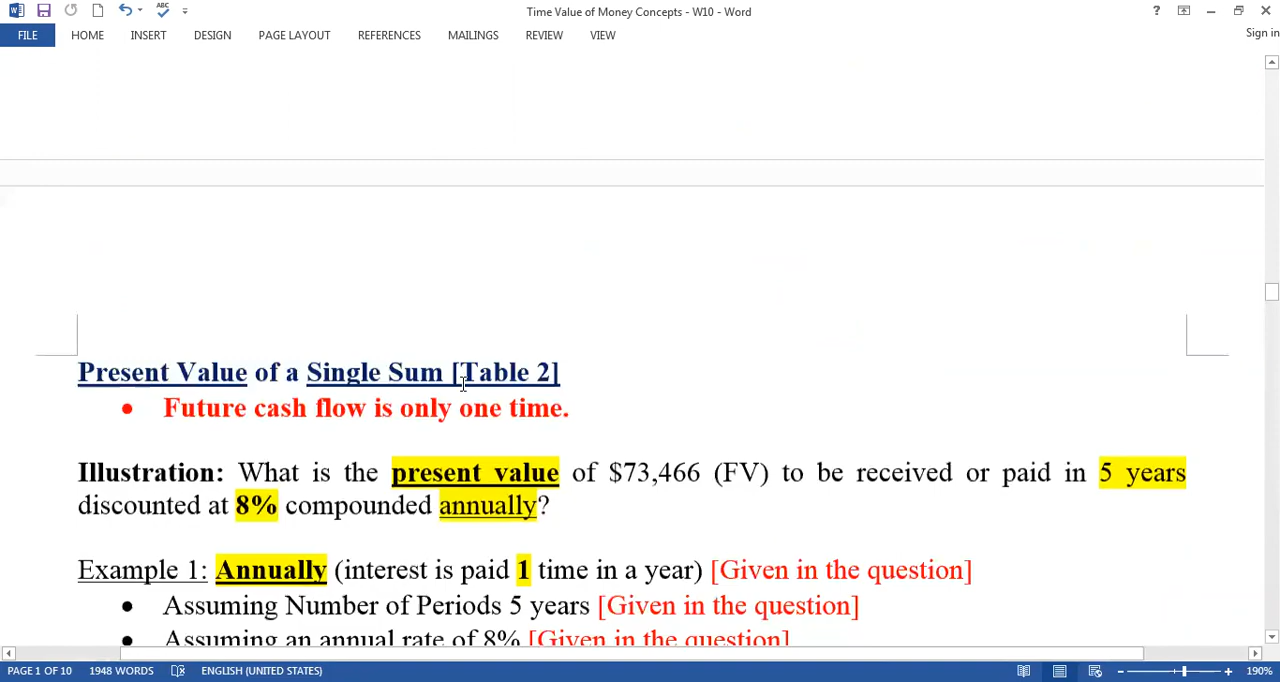 ABC
Time Value of Money Concepts - W10 - Word
?
Sign in
FILE HOME INSERT DESIGN PAGE LAYOUT REFERENCES MAILINGS REVIEW VIEW
Present Value of a Single Sum [Table 2]
• Future cash flow is only one time.
Illustration: What is the present value of $73,466 (FV) to be received or paid in 5 years
discounted at 8% compounded annually?
Example 1: Annually (interest is paid 1 time in a year) [Given in the question]
• Assuming Number of Periods 5 years [Given in the question]
• Assuming an annual rate of 8% [Given in the question]
PAGE 1 OF 10 1948 WORDS ENGLISH (UNITED STATES) 190%